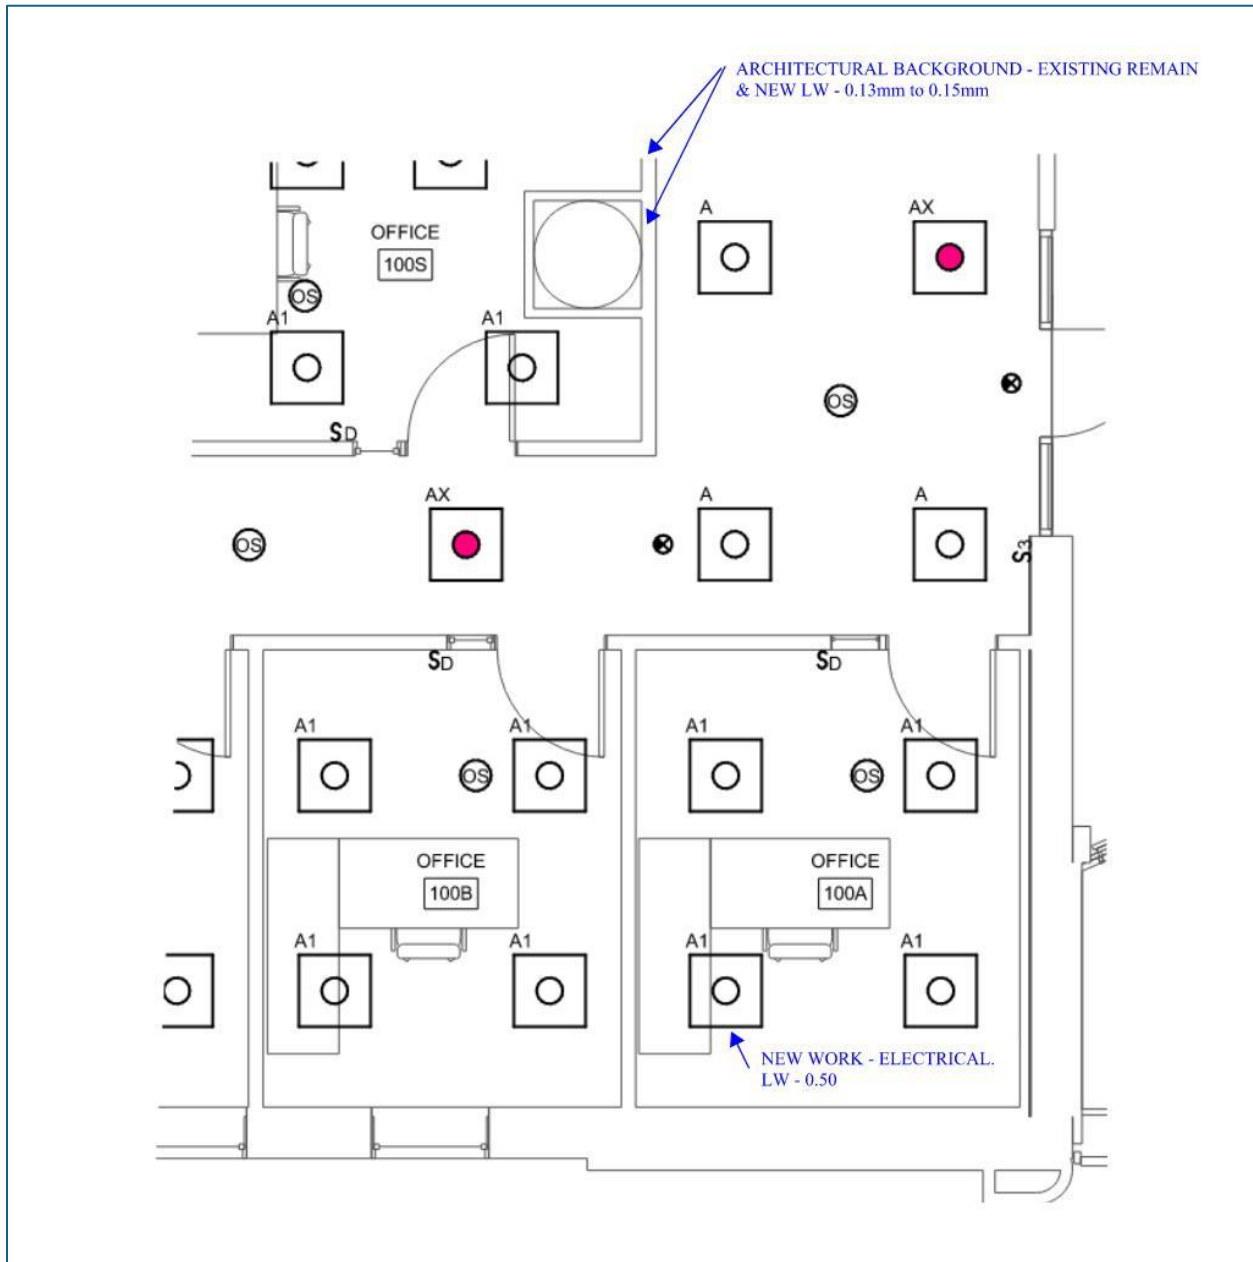 ARCHITECTURAL BACKGROUND - EXISTING REMAIN
& NEW LW - 0.13mm to 0.15mm
A
AX
OFFICE
100S
OS
A1
A1
OS
SD
AX
A
A
OS
S3
SD
SD
A1
A1
A1
A1
OS
OS
OFFICE
100B
OFFICE
100A
A1
A1
A1
A1
NEW WORK - ELECTRICAL.
LW - 0.50